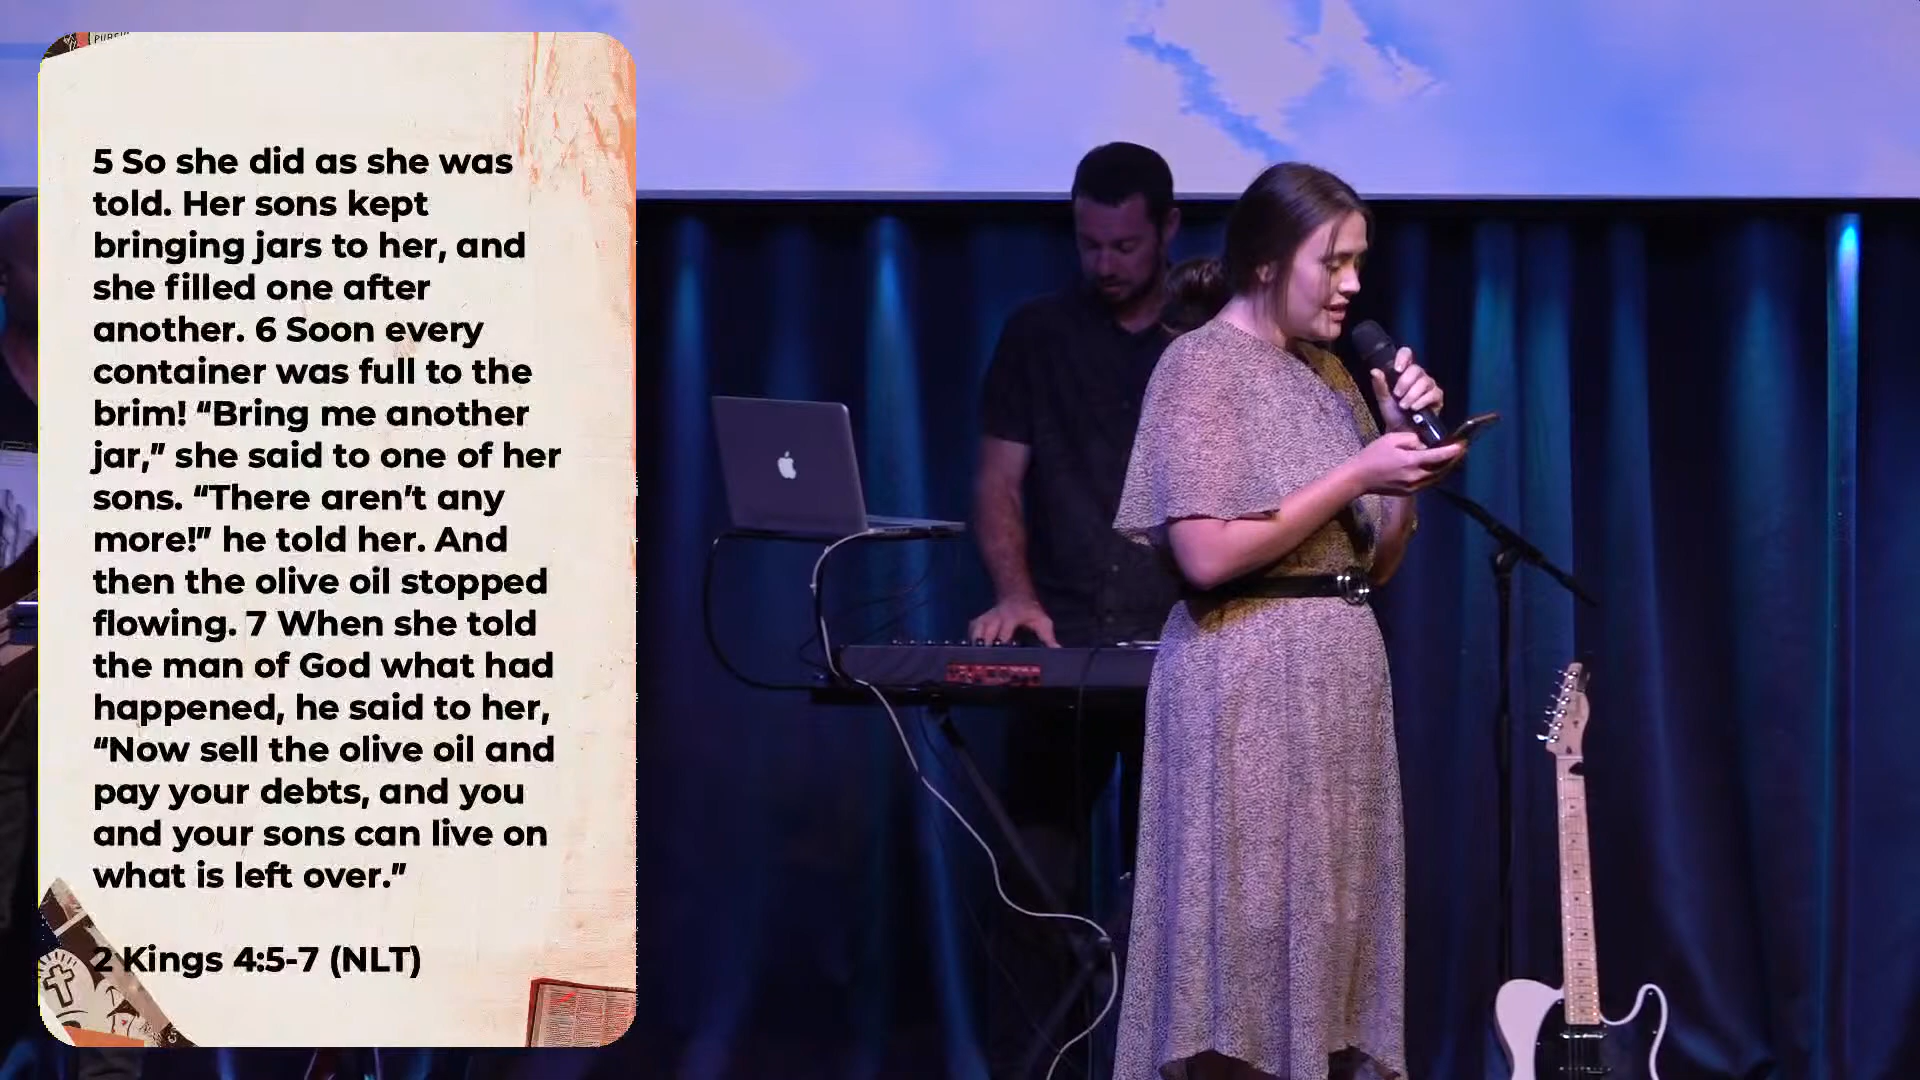 5 So she did as she was
told. Her sons kept
bringing jars to her, and
she filled one after
another. 6 Soon every
container was full to the
brim! “Bring me another
jar,” she said to one of her
sons. “There aren’t any
more!” he told her. And
then the olive oil stopped
flowing. 7 When she told
the man of God what had
happened, he said to her,
“Now sell the olive oil and
pay your debts, and you
and your sons can live on
what is left over.”
2 Kings 4:5-7 (NLT)